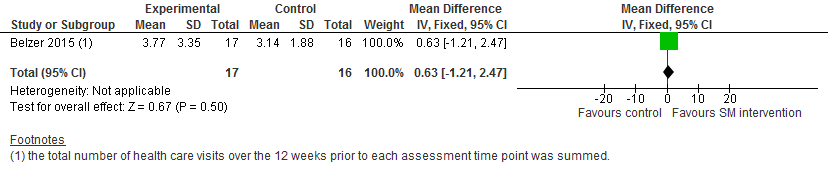 Experimental Control Mean Difference Mean Difference
Study or Subgroup Mean SD Total Mean SD Total Weight IV, Fixed, 95% CI IV, Fixed, 95% CI
Belzer 2015 (1) 3.77 3.35 17 3.14 1.88 16 100.0% 0.63 [-1.21, 2.47]
Total (95% CI) 17 16 100.0% 0.63 [-1.21, 2.47]
Heterogeneity: Not applicable
Test for overall effect: Z = 0.67 (P = 0.50)
-20 -10 0 10 20
Favours control Favours SM intervention
Footnotes
(1) the total number of health care visits over the 12 weeks prior to each assessment time point was summed.